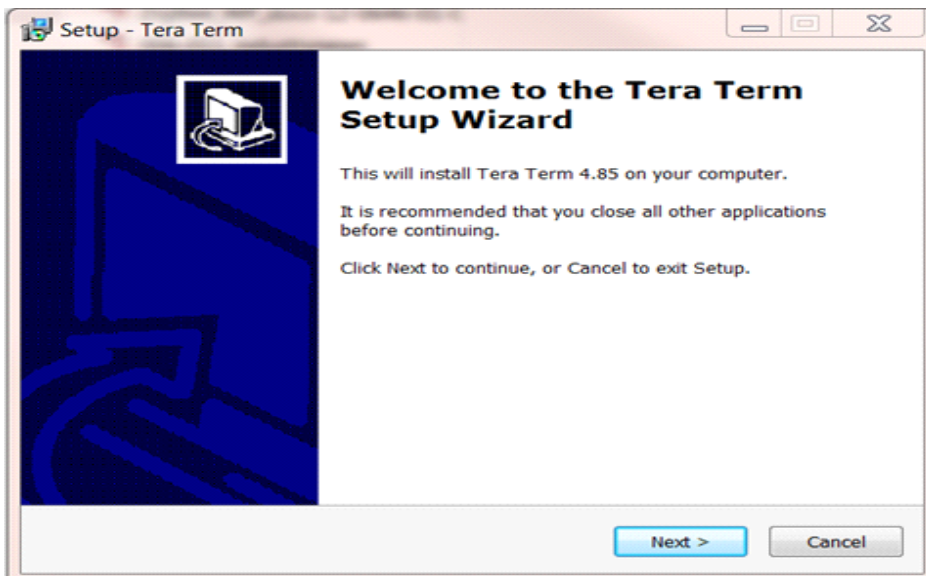 Setup - Tera Term
Welcome to the Tera Term
Setup Wizard
This will install Tera Term 4.85 on your computer.
It is recommended that you close all other applications
before continuing.
Click Next to continue, or Cancel to exit Setup.
Next >
Cancel